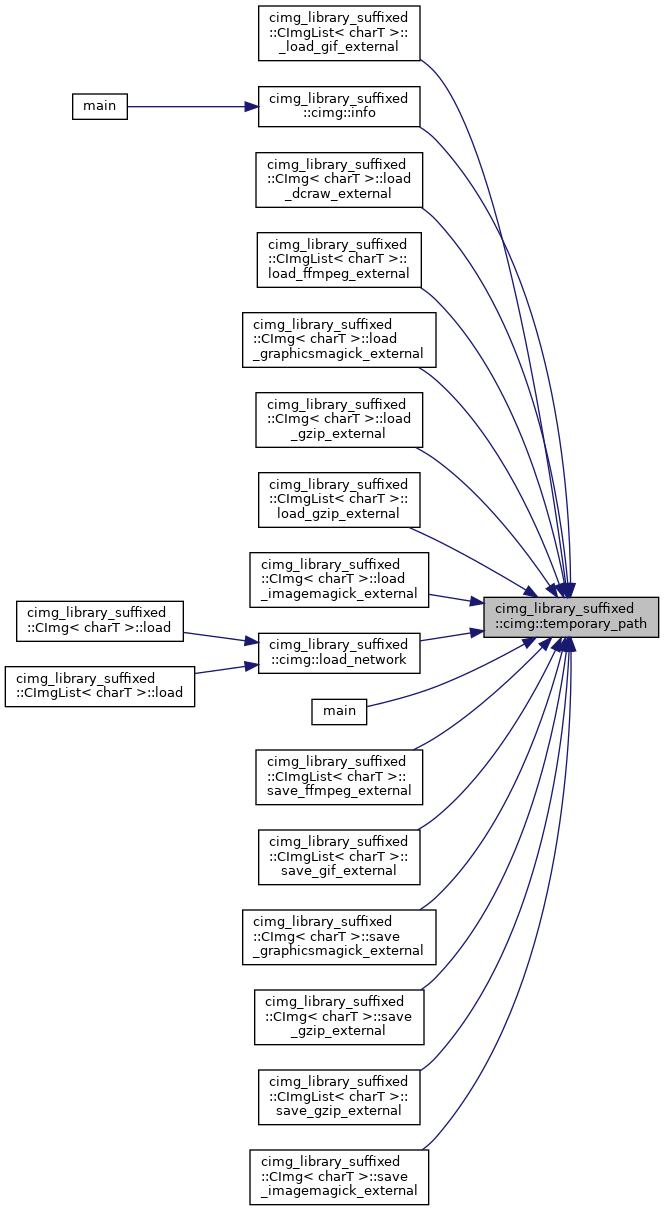 cimg_library_suffixed
::CImgList< charT >::
_load_gif_external
main
cimg_library_suffixed
::cimg::info
cimg_library_suffixed
::CImg< charT >::load
_dcraw_external
cimg_library_suffixed
::CImgList< charT >::
load_ffmpeg_external
cimg_library_suffixed
::CImg< charT >::load
_graphicsmagick_external
cimg_library_suffixed
::CImg< charT >::load
_gzip_external
cimg_library_suffixed
::CImgList< charT >::
load_gzip_external
cimg_library_suffixed
::CImg< charT >::load
_imagemagick_external
cimg_library_suffixed
::cimg::temporary_path
cimg_library_suffixed
::CImg< charT >::load
cimg_library_suffixed
::cimg::load_network
cimg_library_suffixed
::CImgList< charT >::load
main
cimg_library_suffixed
::CImgList< charT >::
save_ffmpeg_external
cimg_library_suffixed
::CImgList< charT >::
save_gif_external
cimg_library_suffixed
::CImg< charT >::save
_graphicsmagick_external
cimg_library_suffixed
::CImg< charT >::save
_gzip_external
cimg_library_suffixed
::CImgList< charT >::
save_gzip_external
cimg_library_suffixed
::CImg< charT >::save
_imagemagick_external